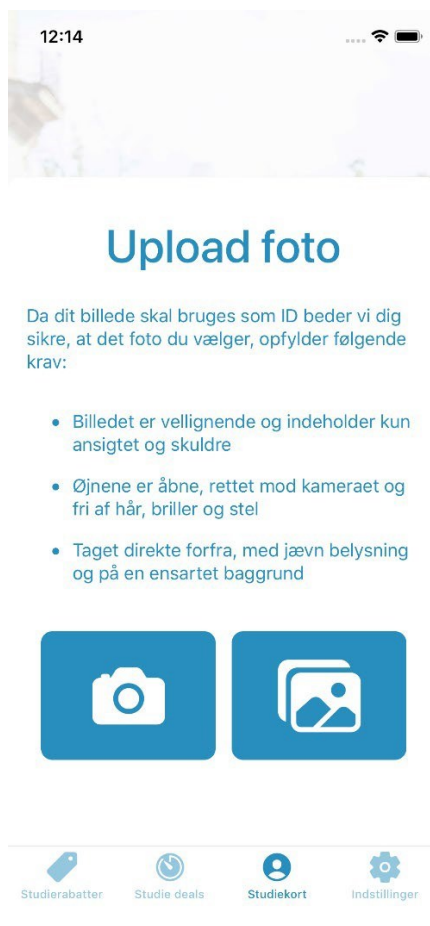 12:14
Upload foto
Da dit billede skal bruges som ID beder vi dig
sikre, at det foto du vælger, opfylder følgende
krav:
• Billedet er vellignende og indeholder kun
ansigtet og skuldre
• Øjnene er åbne, rettet mod kameraet og
fri af hår, briller og stel
• Taget direkte forfra, med jævn belysning
og på en ensartet baggrund
Studierabatter
Studie deals
Studiekort
Indstillinger